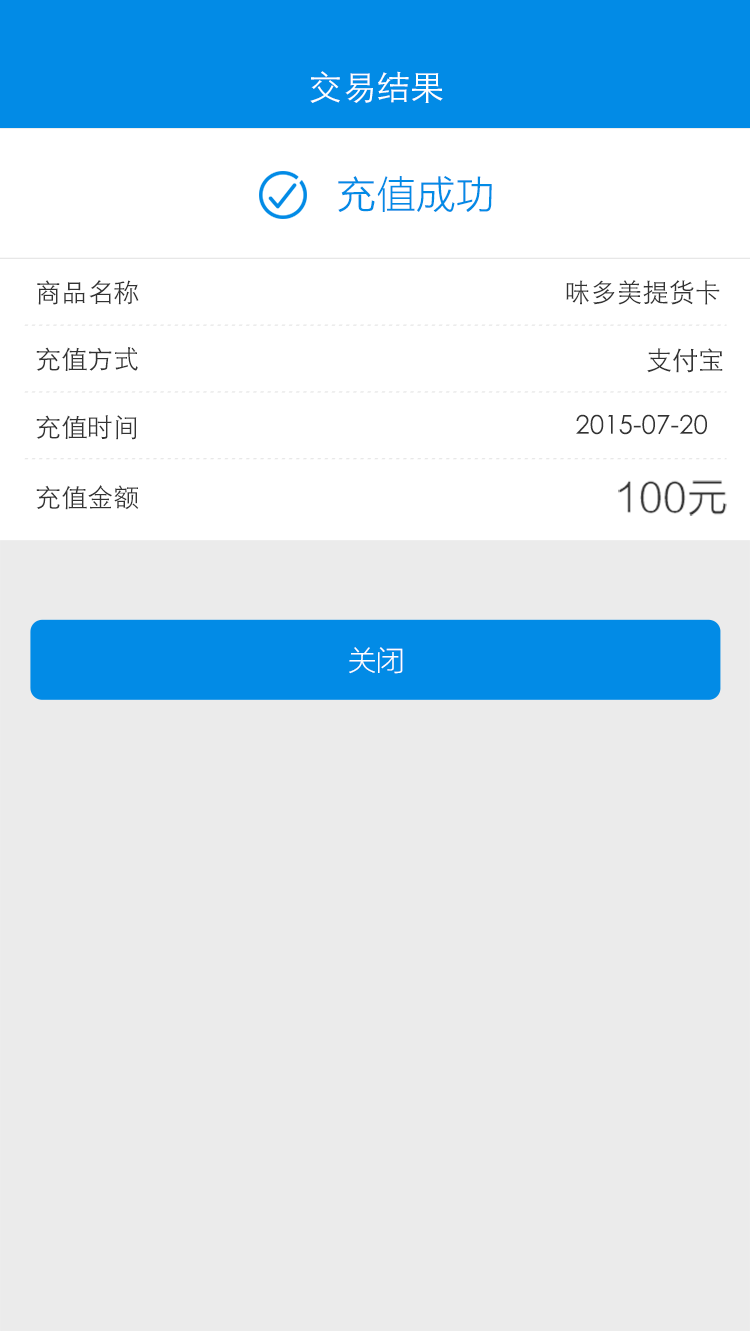 交易结果
充值成功
商品名称 味多美提货卡
充值方式 支付宝
充值时间 2015-07-20
充值金额 100元
关闭